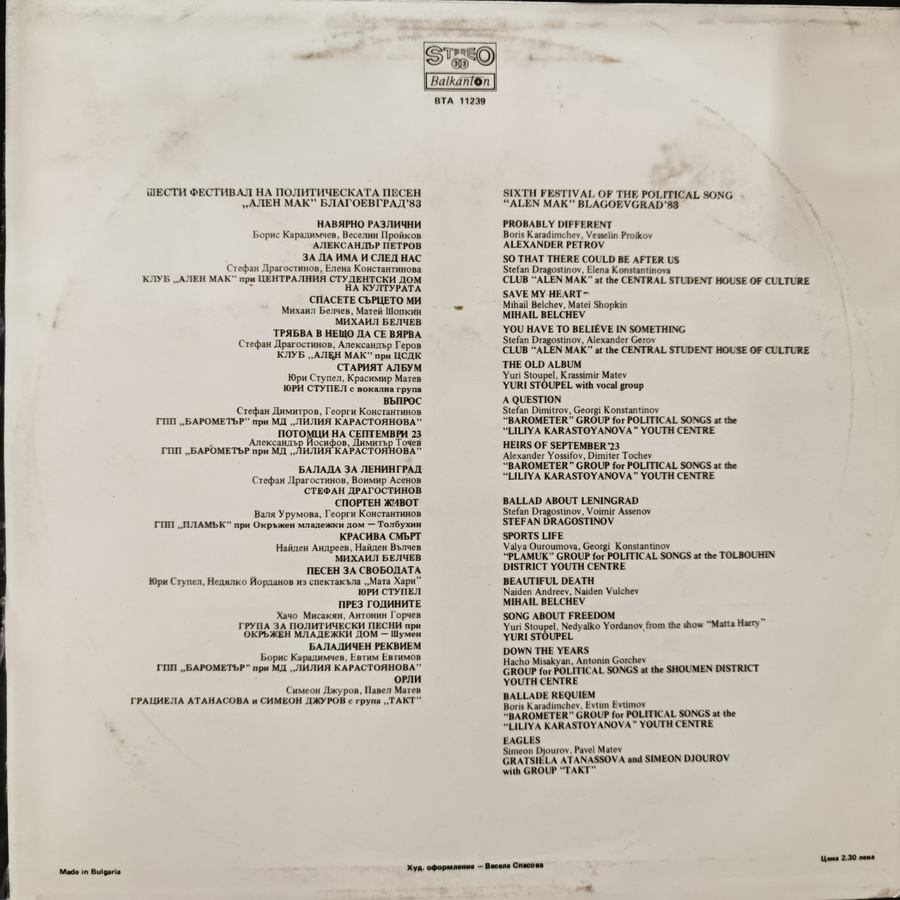 STEREO
303
Balkanton
BTA 11239
ШЕСТИ ФЕСТИВАЛ НА ПОЛИТИЧЕСКАТА ПЕСЕН
„АЛЕН МАК” БЛАГОЕВГРАД'83
НАВЯРНО РАЗЛИЧНИ
Борис Карадимчев, Веселин Пройков
АЛЕКСАНДЪР ПЕТРОВ
ЗА ДА ИМА И СЛЕД НАС
Стефан Драгостинов, Елена Константинова
КЛУБ „АЛЕН МАК” при ЦЕНТРАЛНИЯ СТУДЕНТСКИ ДОМ
НА КУЛТУРАТА
СПАСЕТЕ СЪРЦЕТО МИ
Михаил Белчев, Матей Шопкин
МИХАИЛ БЕЛЧЕВ
ТРЯБВА В НЕЩО ДА СЕ ВЯРВА
Стефан Драгостинов, Александър Геров
КЛУБ „АЛЕН МАК” при ЦСДК
СТАРИЯТ АЛБУМ
Юри Ступел, Красимир Матев
ЮРИ СТУПЕЛ с вокална група
ВЪПРОС
Стефан Димитров, Георги Константинов
ГПП „БАРОМЕТЪР” при МД „ЛИЛИЯ КАРАСТОЯНОВА”
ПОТОМЦИ НА СЕПТЕМВРИ 23
Александър Йосифов, Димитър Точев
ГПП „БАРОМЕТЪР при МД „ЛИЛИЯ КАРАСТОЯНОВА”
БАЛАДА ЗА ЛЕНИНГРАД
Стефан Драгостинов, Воимир Асенов
СТЕФАН ДРАГОСТИНОВ
СПОРТЕН ЖИВОТ
Валя Урумова, Георги Константинов
ГПП „ПЛАМЪК” при Окръжен младежки дом — Толбухин
КРАСИВА СМЪРТ
Найден Андреев, Найден Вълчев
МИХАИЛ БЕЛЧЕВ
ПЕСЕН ЗА СВОБОДАТА
Юри Ступел, Недялко Йорданов из спектакъла „Мата Хари”
ЮРИ СТУПЕЛ
ПРЕЗ ГОДИНИТЕ
Хачо Мисакян, Антонин Горчев
ГРУПА ЗА ПОЛИТИЧЕСКИ ПЕСНИ при
ОКРЪЖЕН МЛАДЕЖКИ ДОМ — Шумен
БАЛАДИЧЕН РЕКВИЕМ
Борис Карадимчев, Евтим Евтимов
ГПП „БАРОМЕТЪР” при МД „ЛИЛИЯ КАРАСТОЯНОВА”
ОРЛИ
Симеон Джуров, Павел Матев
ГРАЦИЕЛА АТАНАСОВА и СИМЕОН ДЖУРОВ с група „ТАКТ”
SIXTH FESTIVAL OF THE POLITICAL SONG
“ALEN MAK” BLAGOEVGRAD'83
PROBABLY DIFFERENT
Boris Karadimchev, Vesselin Proikov
ALEXANDER PETROV
SO THAT THERE COULD BE AFTER US
Stefan Dragostinov, Elena Konstantinova
CLUB “ALEN MAK” at the CENTRAL STUDENT HOUSE OF CULTURE
SAVE MY HEART
Mihail Belchev, Matei Shopkin
MIHAIL BELCHEV
YOU HAVE TO BELIEVE IN SOMETHING
Stefan Dragostinov, Alexander Gerov
CLUB “ALEN MAK” at the CENTRAL STUDENT HOUSE OF CULTURE
THE OLD ALBUM
Yuri Stoupel, Krassimir Matev
YURI STOUPEL with vocal group
A QUESTION
Stefan Dimitrov, Georgi Konstantinov
“BAROMETER” GROUP for POLITICAL SONGS at the
“LILIYA KARASTOYANOVA” YOUTH CENTRE
HEIRS OF SEPTEMBER'23
Alexander Yossifov, Dimiter Tochev
“BAROMETER” GROUP for POLITICAL SONGS at the
“LILIYA KARASTOYANOVA” YOUTH CENTRE
BALLAD ABOUT LENINGRAD
Stefan Dragostinov, Voimir Assenov
STEFAN DRAGOSTINOV
SPORTS LIFE
Valya Ouroumova, Georgi Konstantinov
“PLAMUK” GROUP for POLITICAL SONGS at the TOLBOUHIN
DISTRICT YOUTH CENTRE
BEAUTIFUL DEATH
Naiden Andreev, Naiden Vulchev
MIHAIL BELCHEV
SONG ABOUT FREEDOM
Yuri Stoupel, Nedyalko Yordanov from the show “Matta Harry”
YURI STOUPEL
DOWN THE YEARS
Hacho Misakyan, Antonin Gorchev
GROUP for POLITICAL SONGS at the SHOUMEN DISTRICT
YOUTH CENTRE
BALLADE REQUIEM
Boris Karadimchev, Evtim Evtimov
“BAROMETER” GROUP for POLITICAL SONGS at the
“LILIYA KARASTOYANOVA” YOUTH CENTRE
EAGLES
Simeon Djourov, Pavel Matev
GRATSIELA ATANASSOVA and SIMEON DJOUROV
with GROUP “TAKT”
Made in Bulgaria
Худ. оформление — Весела Спасова
Цена 2.30 лева